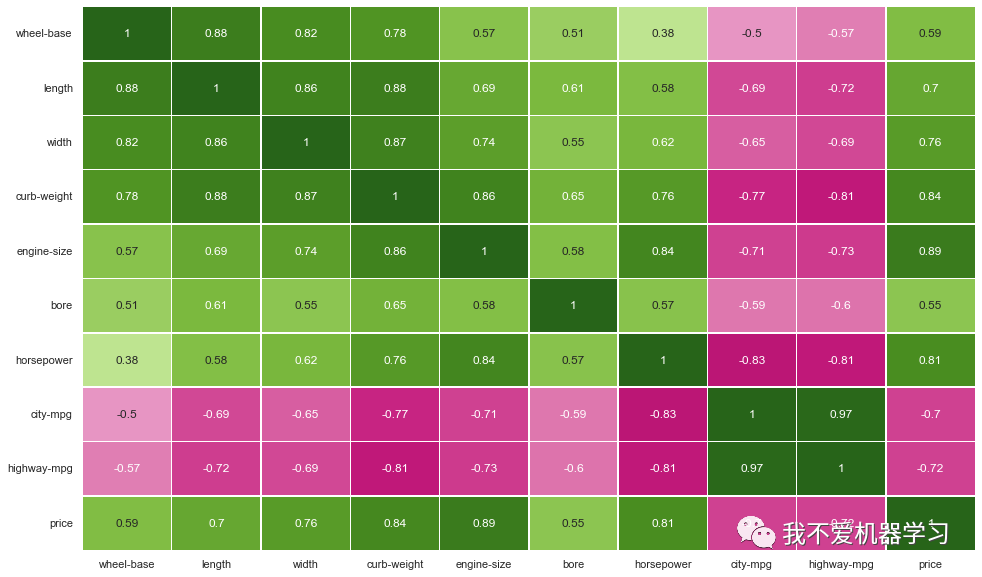 wheel-base 1 0.88 0.82 0.78 0.57 0.51 0.38 -0.5 -0.57 0.59
length 0.88 1 0.86 0.88 0.69 0.61 0.58 -0.69 -0.72 0.7
width 0.82 0.86 1 0.87 0.74 0.55 0.62 -0.65 -0.69 0.76
curb-weight 0.78 0.88 0.87 1 0.86 0.65 0.76 -0.77 -0.81 0.84
engine-size 0.57 0.69 0.74 0.86 1 0.58 0.84 -0.71 -0.73 0.89
bore 0.51 0.61 0.55 0.65 0.58 1 0.57 -0.59 -0.6 0.55
horsepower 0.38 0.58 0.62 0.76 0.84 0.57 1 -0.83 -0.81 0.81
city-mpg -0.5 -0.69 -0.65 -0.77 -0.71 -0.59 -0.83 1 0.97 -0.7
highway-mpg -0.57 -0.72 -0.69 -0.81 -0.73 -0.6 -0.81 0.97 1 -0.72
price 0.59 0.7 0.76 0.84 0.89 0.55 0.81 -0.72 1
我不爱机器学习
wheel-base length width curb-weight engine-size bore horsepower city-mpg highway-mpg price